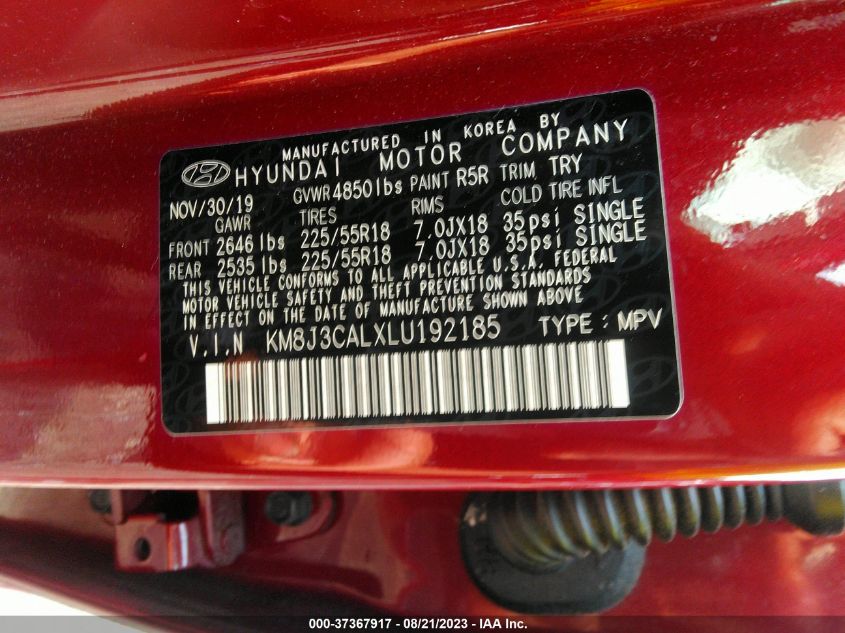 MANUFACTURED IN KOREA BY
HYUNDAI MOTOR COMPANY
NOV/30/19 GVWR 4850lbs PAINT R5R TRIM TRY
GAWR TIRES RIMS COLD TIRE INFL
FRONT 2646 lbs 225/55R18 7.0JX18 35psi SINGLE
REAR 2535 lbs 225/55R18 7.0JX18 35psi SINGLE
THIS VEHICLE CONFORMS TO ALL APPLICABLE U.S.A. FEDERAL
MOTOR VEHICLE SAFETY AND THEFT PREVENTION STANDARDS
IN EFFECT ON THE DATE OF MANUFACTURE SHOWN ABOVE.
V.I.N KM8J3CALXLU192185 TYPE : MPV
000-37367917 - 08/21/2023 - IAA Inc.